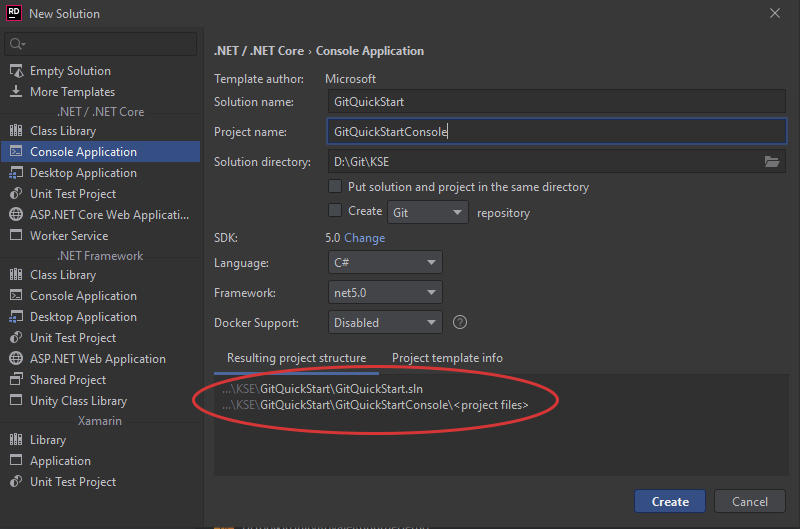 RD New Solution
Empty Solution
More Templates
.NET / .NET Core
Class Library
Console Application
Desktop Application
Unit Test Project
ASP.NET Core Web Applicati...
Worker Service
.NET Framework
Class Library
Console Application
Desktop Application
Unit Test Project
ASP.NET Web Application
Shared Project
Unity Class Library
Xamarin
Library
Application
Unit Test Project
.NET / .NET Core › Console Application
Template author: Microsoft
Solution name: GitQuickStart
Project name: GitQuickStartConsole
Solution directory: D:\Git\KSE
Put solution and project in the same directory
Create Git repository
SDK: 5.0 Change
Language: C#
Framework: net5.0
Docker Support: Disabled ?
Resulting project structure Project template info
...\KSE\GitQuickStart\GitQuickStart.sln
...\KSE\GitQuickStart\GitQuickStartConsole\<project files>
Create Cancel